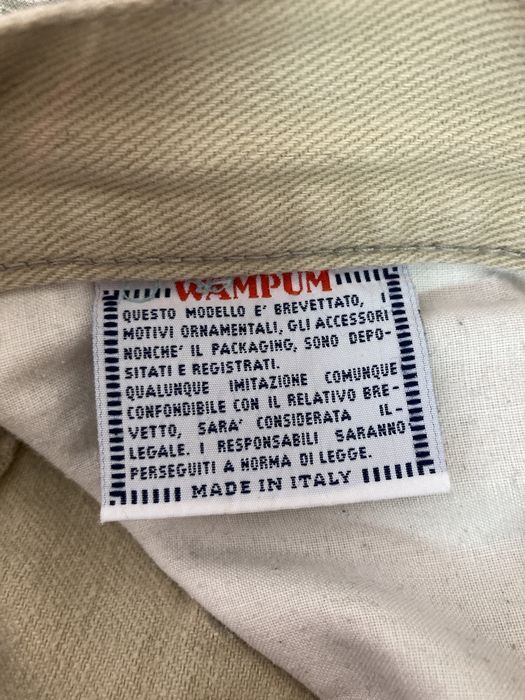 WAMPUM
QUESTO MODELLO E' BREVETTATO, I
MOTIVI ORNAMENTALI, GLI ACCESSORI
NONCHE' IL PACKAGING, SONO DEPO-
SITATI E REGISTRATI.
QUALUNQUE IMITAZIONE COMUNQUE
CONFONDIBILE CON IL RELATIVO BRE-
VETTO, SARA' CONSIDERATA IL-
LEGALE. I RESPONSABILI SARANNO
PERSEGUITI A NORMA DI LEGGE.
MADE IN ITALY